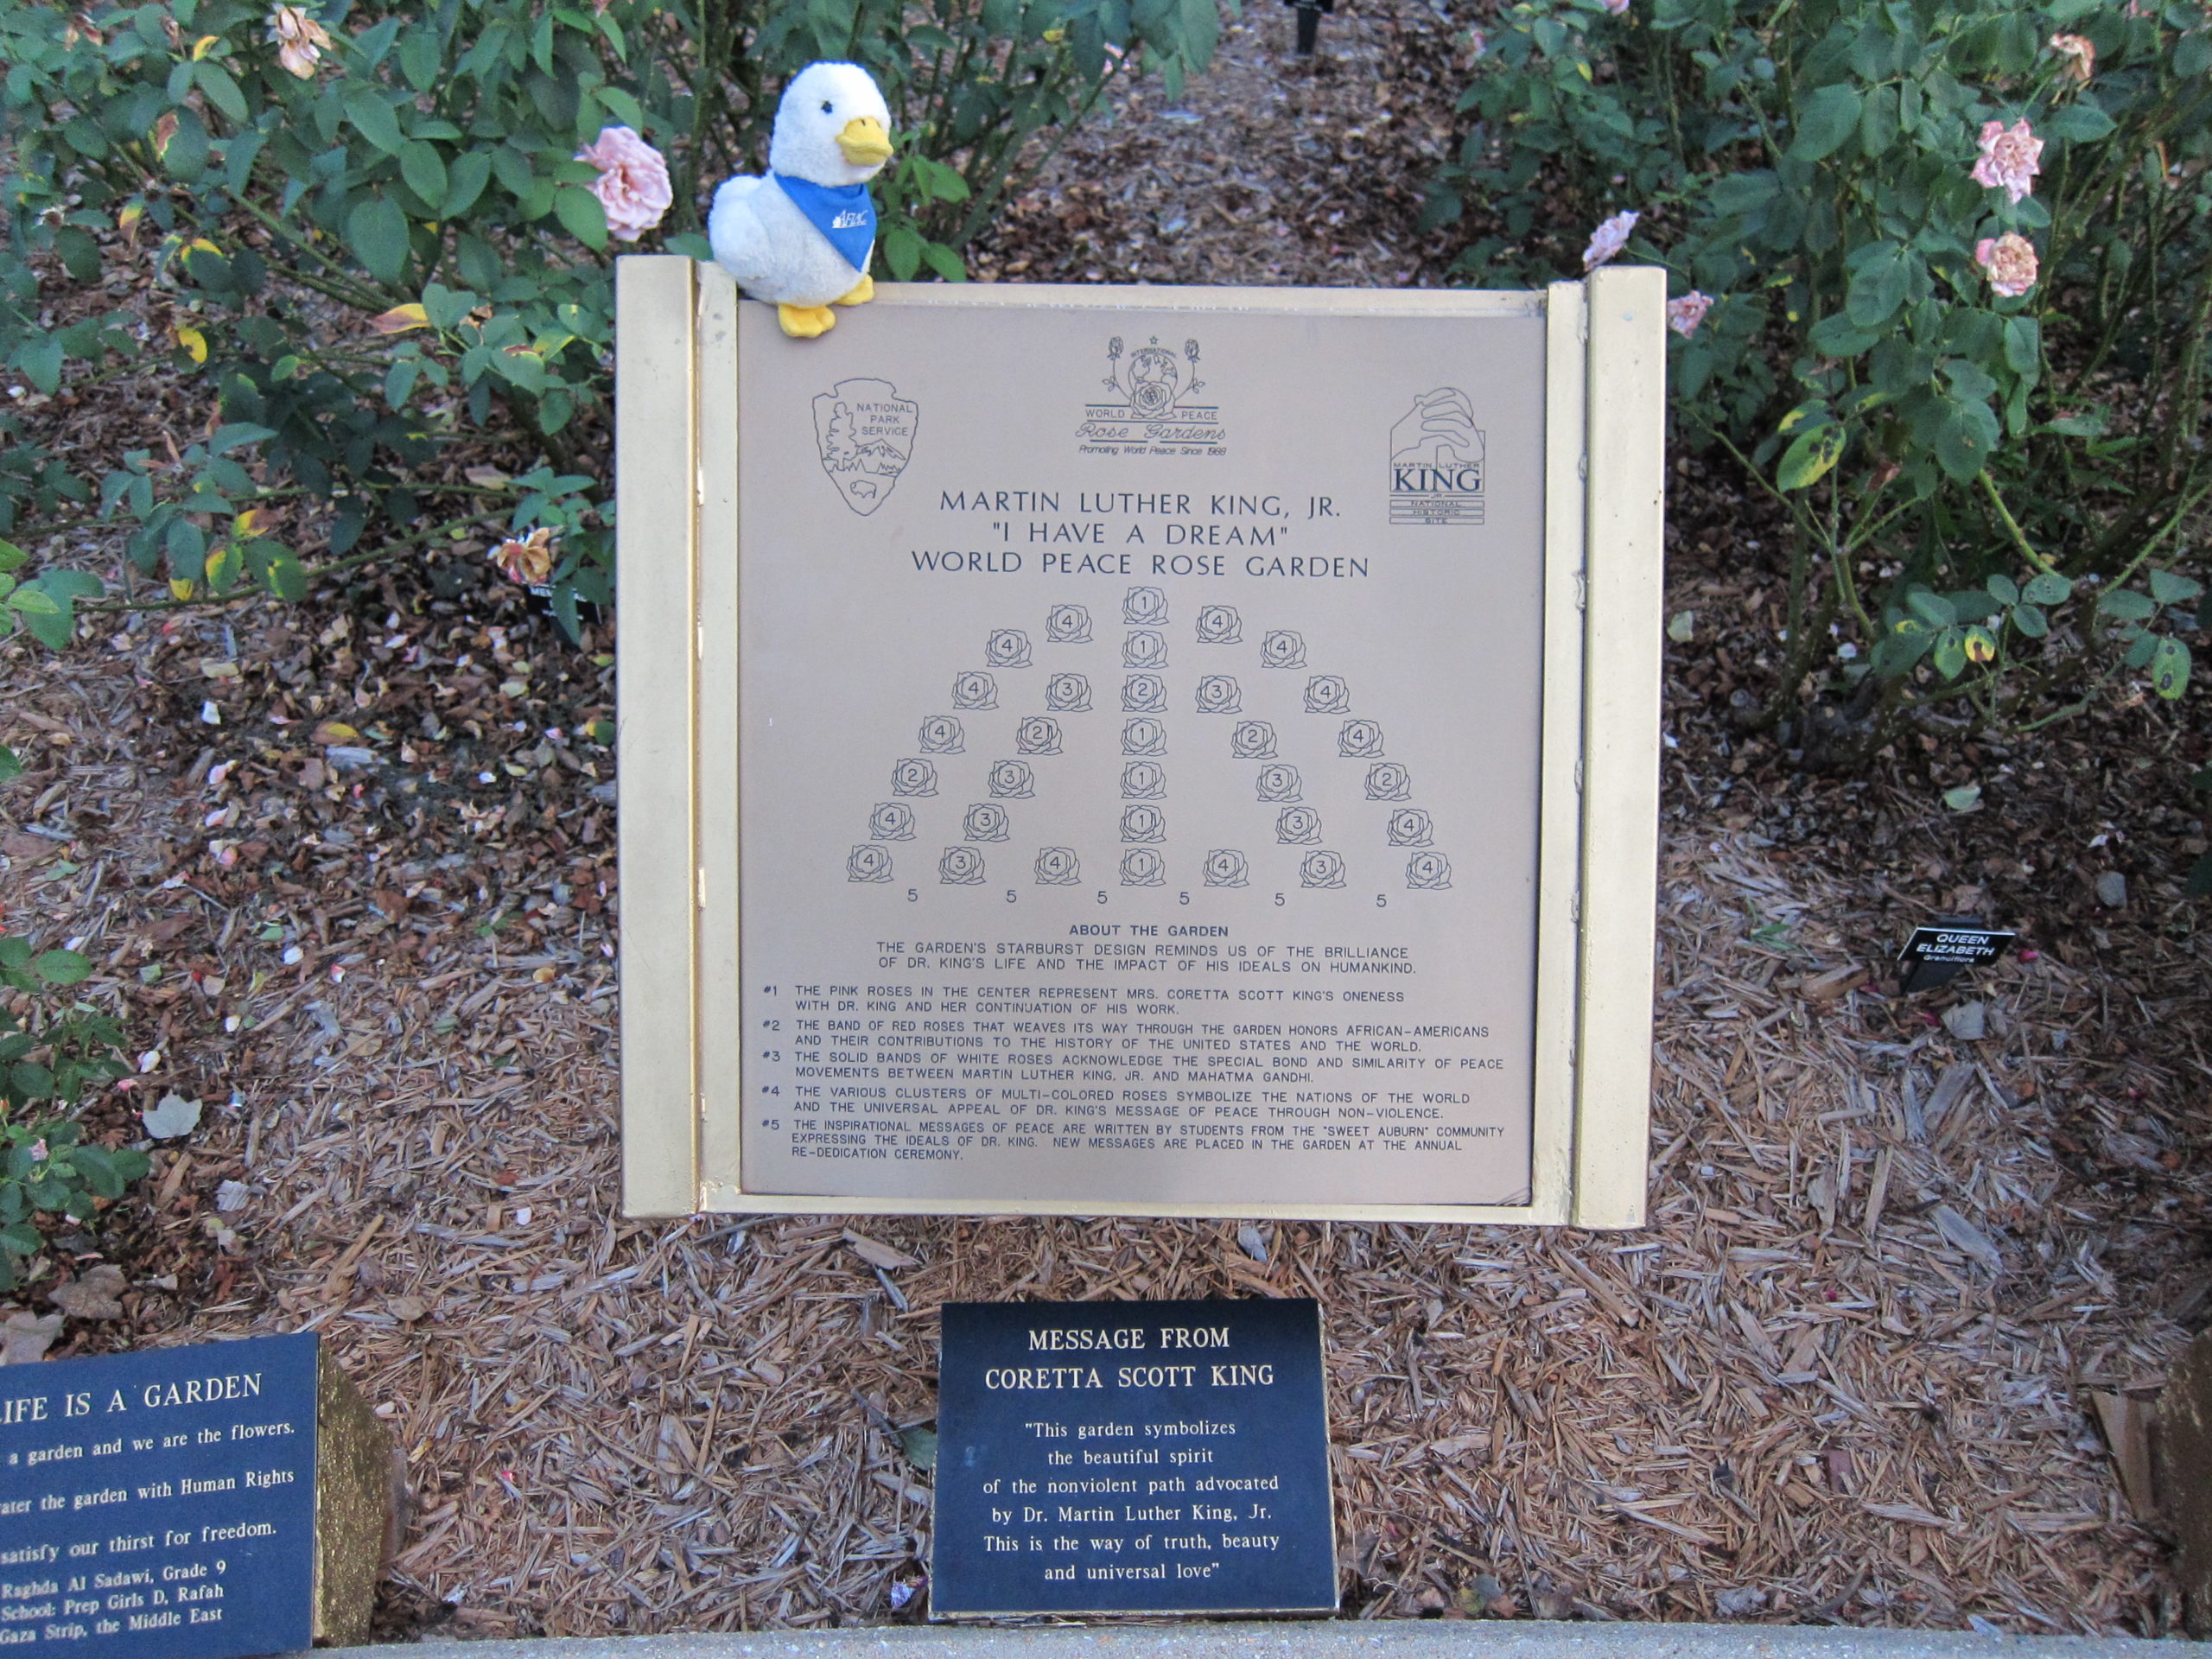 AFLAC
INTERNATIONAL
WORLD PEACE
Rose Gardens
Promoting World Peace Since 1988
NATIONAL
PARK
SERVICE
MARTIN LUTHER
KING
JR.
NATIONAL
HISTORIC
SITE
MARTIN LUTHER KING, JR.
"I HAVE A DREAM"
WORLD PEACE ROSE GARDEN
1
4 4
4 1 4
4 3 2 3 4
4 2 1 2 4
2 3 1 3 2
4 3 1 3 4
4 3 4 1 4 3 4
5 5 5 5 5 5
ABOUT THE GARDEN
THE GARDEN'S STARBURST DESIGN REMINDS US OF THE BRILLIANCE
OF DR. KING'S LIFE AND THE IMPACT OF HIS IDEALS ON HUMANKIND.
#1 THE PINK ROSES IN THE CENTER REPRESENT MRS. CORETTA SCOTT KING'S ONENESS
WITH DR. KING AND HER CONTINUATION OF HIS WORK.
#2 THE BAND OF RED ROSES THAT WEAVES ITS WAY THROUGH THE GARDEN HONORS AFRICAN-AMERICANS
AND THEIR CONTRIBUTIONS TO THE HISTORY OF THE UNITED STATES AND THE WORLD.
#3 THE SOLID BANDS OF WHITE ROSES ACKNOWLEDGE THE SPECIAL BOND AND SIMILARITY OF PEACE
MOVEMENTS BETWEEN MARTIN LUTHER KING, JR. AND MAHATMA GANDHI.
#4 THE VARIOUS CLUSTERS OF MULTI-COLORED ROSES SYMBOLIZE THE NATIONS OF THE WORLD
AND THE UNIVERSAL APPEAL OF DR. KING'S MESSAGE OF PEACE THROUGH NON-VIOLENCE.
#5 THE INSPIRATIONAL MESSAGES OF PEACE ARE WRITTEN BY STUDENTS FROM THE "SWEET AUBURN" COMMUNITY
EXPRESSING THE IDEALS OF DR. KING. NEW MESSAGES ARE PLACED IN THE GARDEN AT THE ANNUAL
RE-DEDICATION CEREMONY.
QUEEN
ELIZABETH
Grandiflora
MESSAGE FROM
CORETTA SCOTT KING
"This garden symbolizes
the beautiful spirit
of the nonviolent path advocated
by Dr. Martin Luther King, Jr.
This is the way of truth, beauty
and universal love"
LIFE IS A GARDEN
a garden and we are the flowers.
ater the garden with Human Rights
satisfy our thirst for freedom.
Raghda Al Sadawi, Grade 9
School: Prep Girls D, Rafah
Gaza Strip, the Middle East